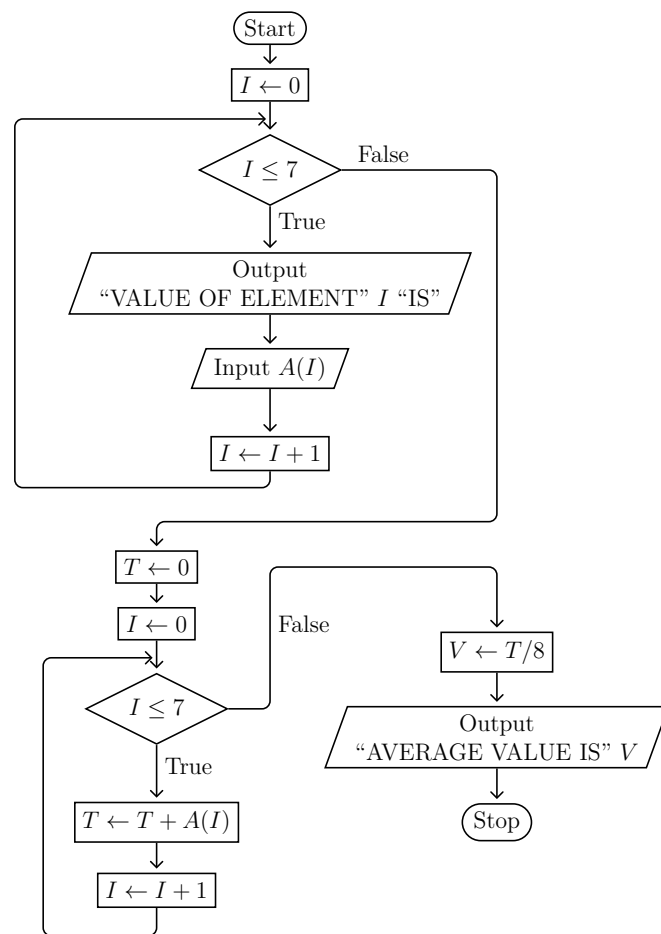 Start
I ← 0
I ≤ 7
False
True
Output
“VALUE OF ELEMENT” I “IS”
Input A(I)
I ← I + 1
T ← 0
I ← 0
I ≤ 7
False
True
T ← T + A(I)
I ← I + 1
V ← T/8
Output
“AVERAGE VALUE IS” V
Stop